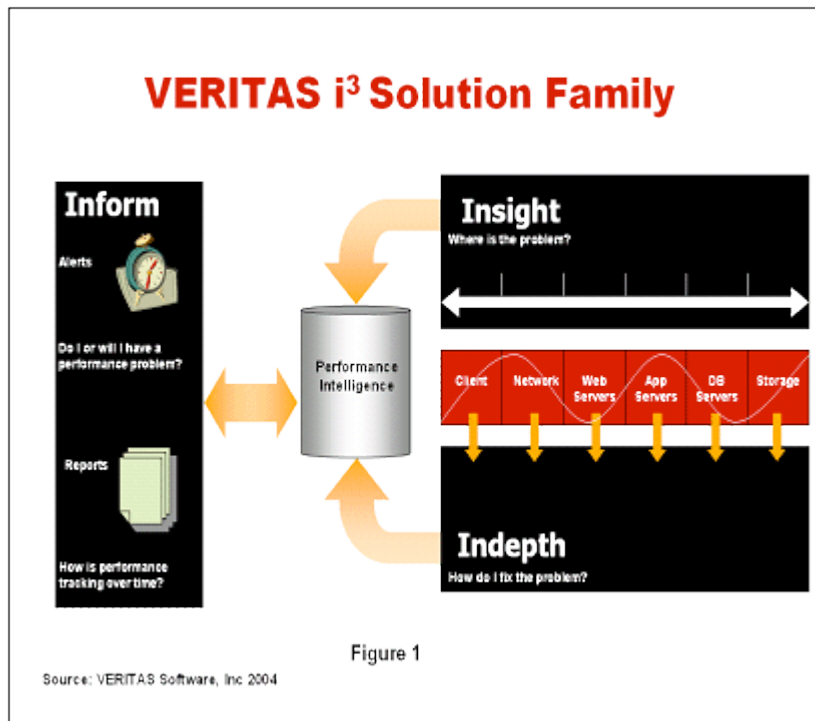 VERITAS i³ Solution Family
Inform
Alerts
Do I or will I have a
performance problem?
Reports
How is performance
tracking over time?
Performance
Intelligence
Insight
Where is the problem?
Client
Network
Web
Servers
App
Servers
DB
Servers
Storage
Indepth
How do I fix the problem?
Figure 1
Source: VERITAS Software, Inc 2004